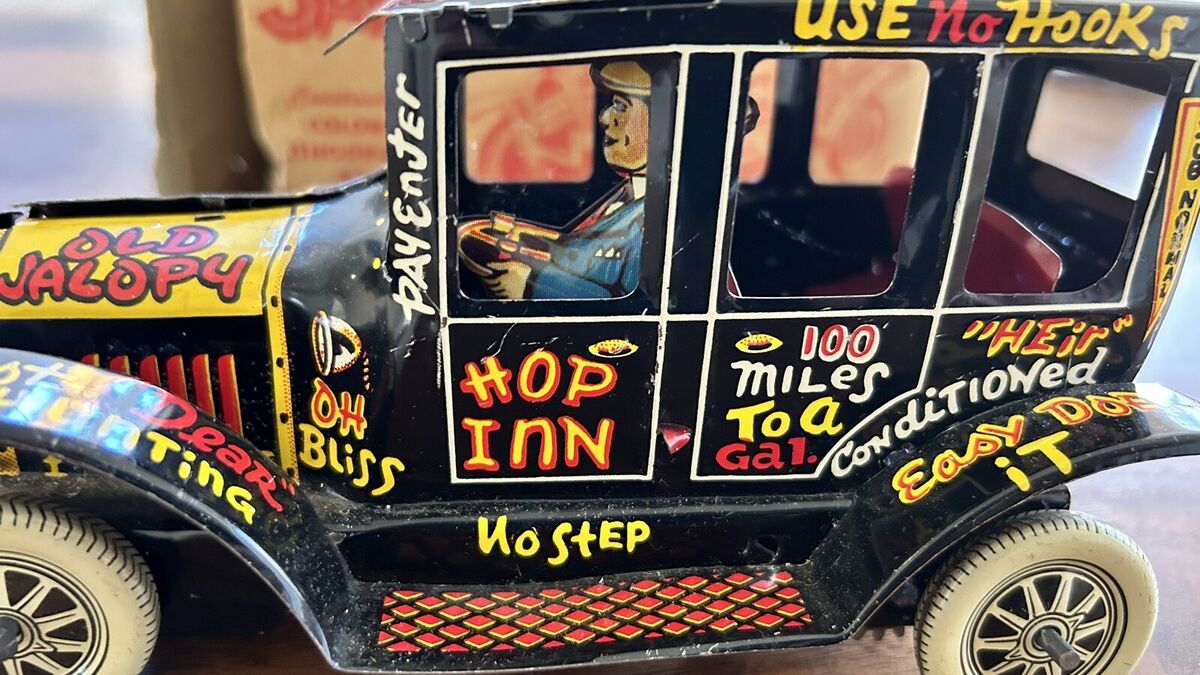 USE No HOOKS
PAY ENTER
OLD
JALOPY
HOP
INN
100
MILES
To a
Gal.
"HEir"
CondiTIONed
OH
BLiSS
Dear"
TiNG
EASY DOES
iT
No STEP
NORMAL